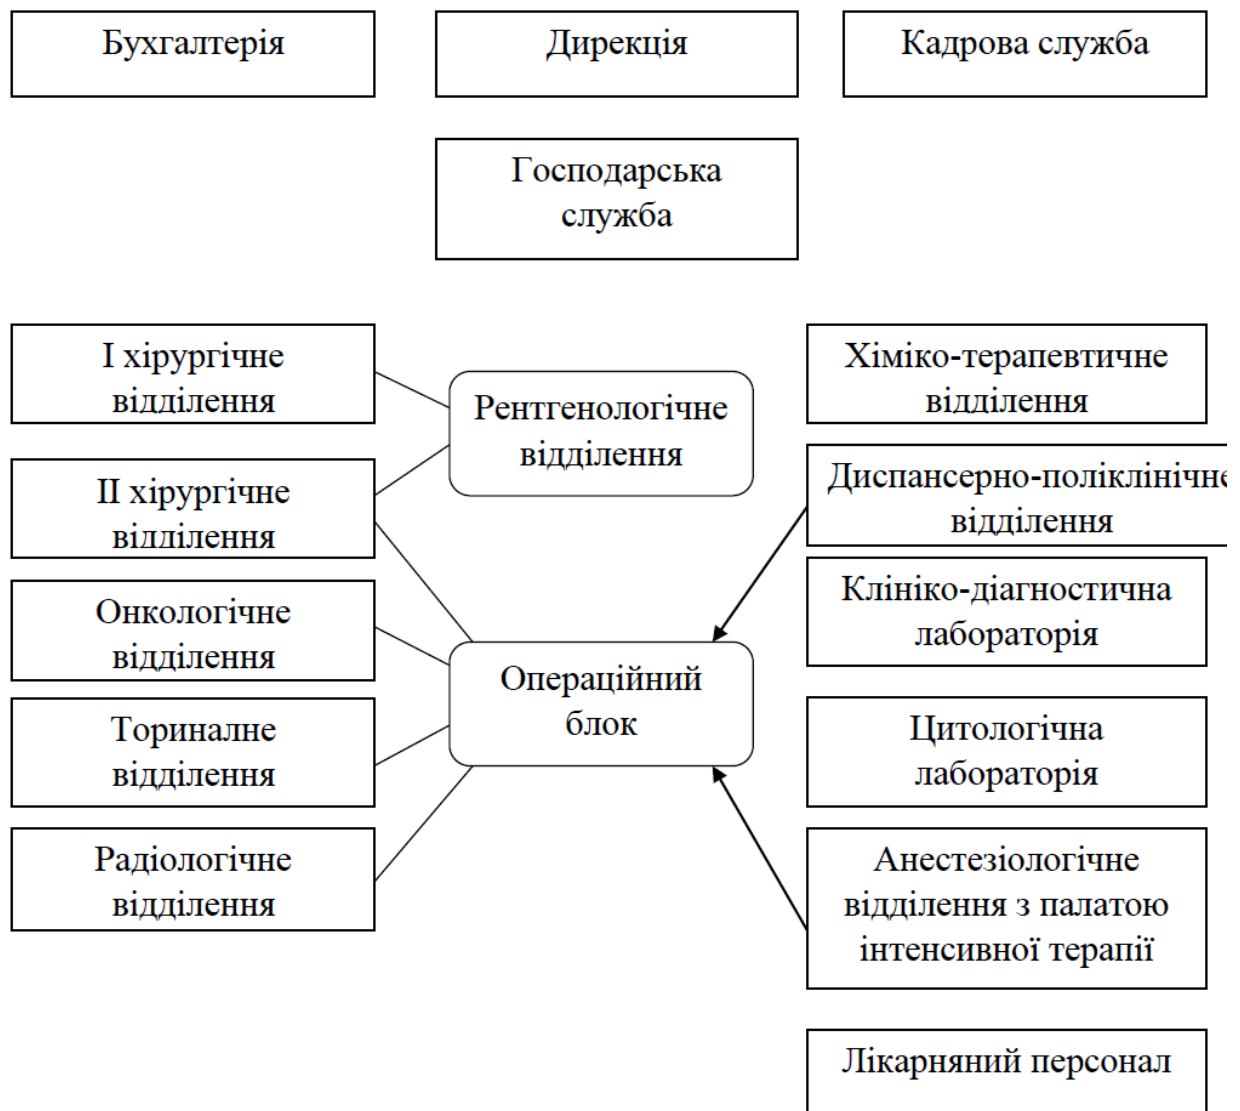 Бухгалтерія
Дирекція
Кадрова служба
Господарська
служба
І хірургічне
відділення
Рентгенологічне
відділення
Хіміко-терапевтичне
відділення
ІІ хірургічне
відділення
Диспансерно-поліклінічне
відділення
Онкологічне
відділення
Клініко-діагностична
лабораторія
Операційний
блок
Ториналне
відділення
Цитологічна
лабораторія
Радіологічне
відділення
Анестезіологічне
відділення з палатою
інтенсивної терапії
Лікарняний персонал